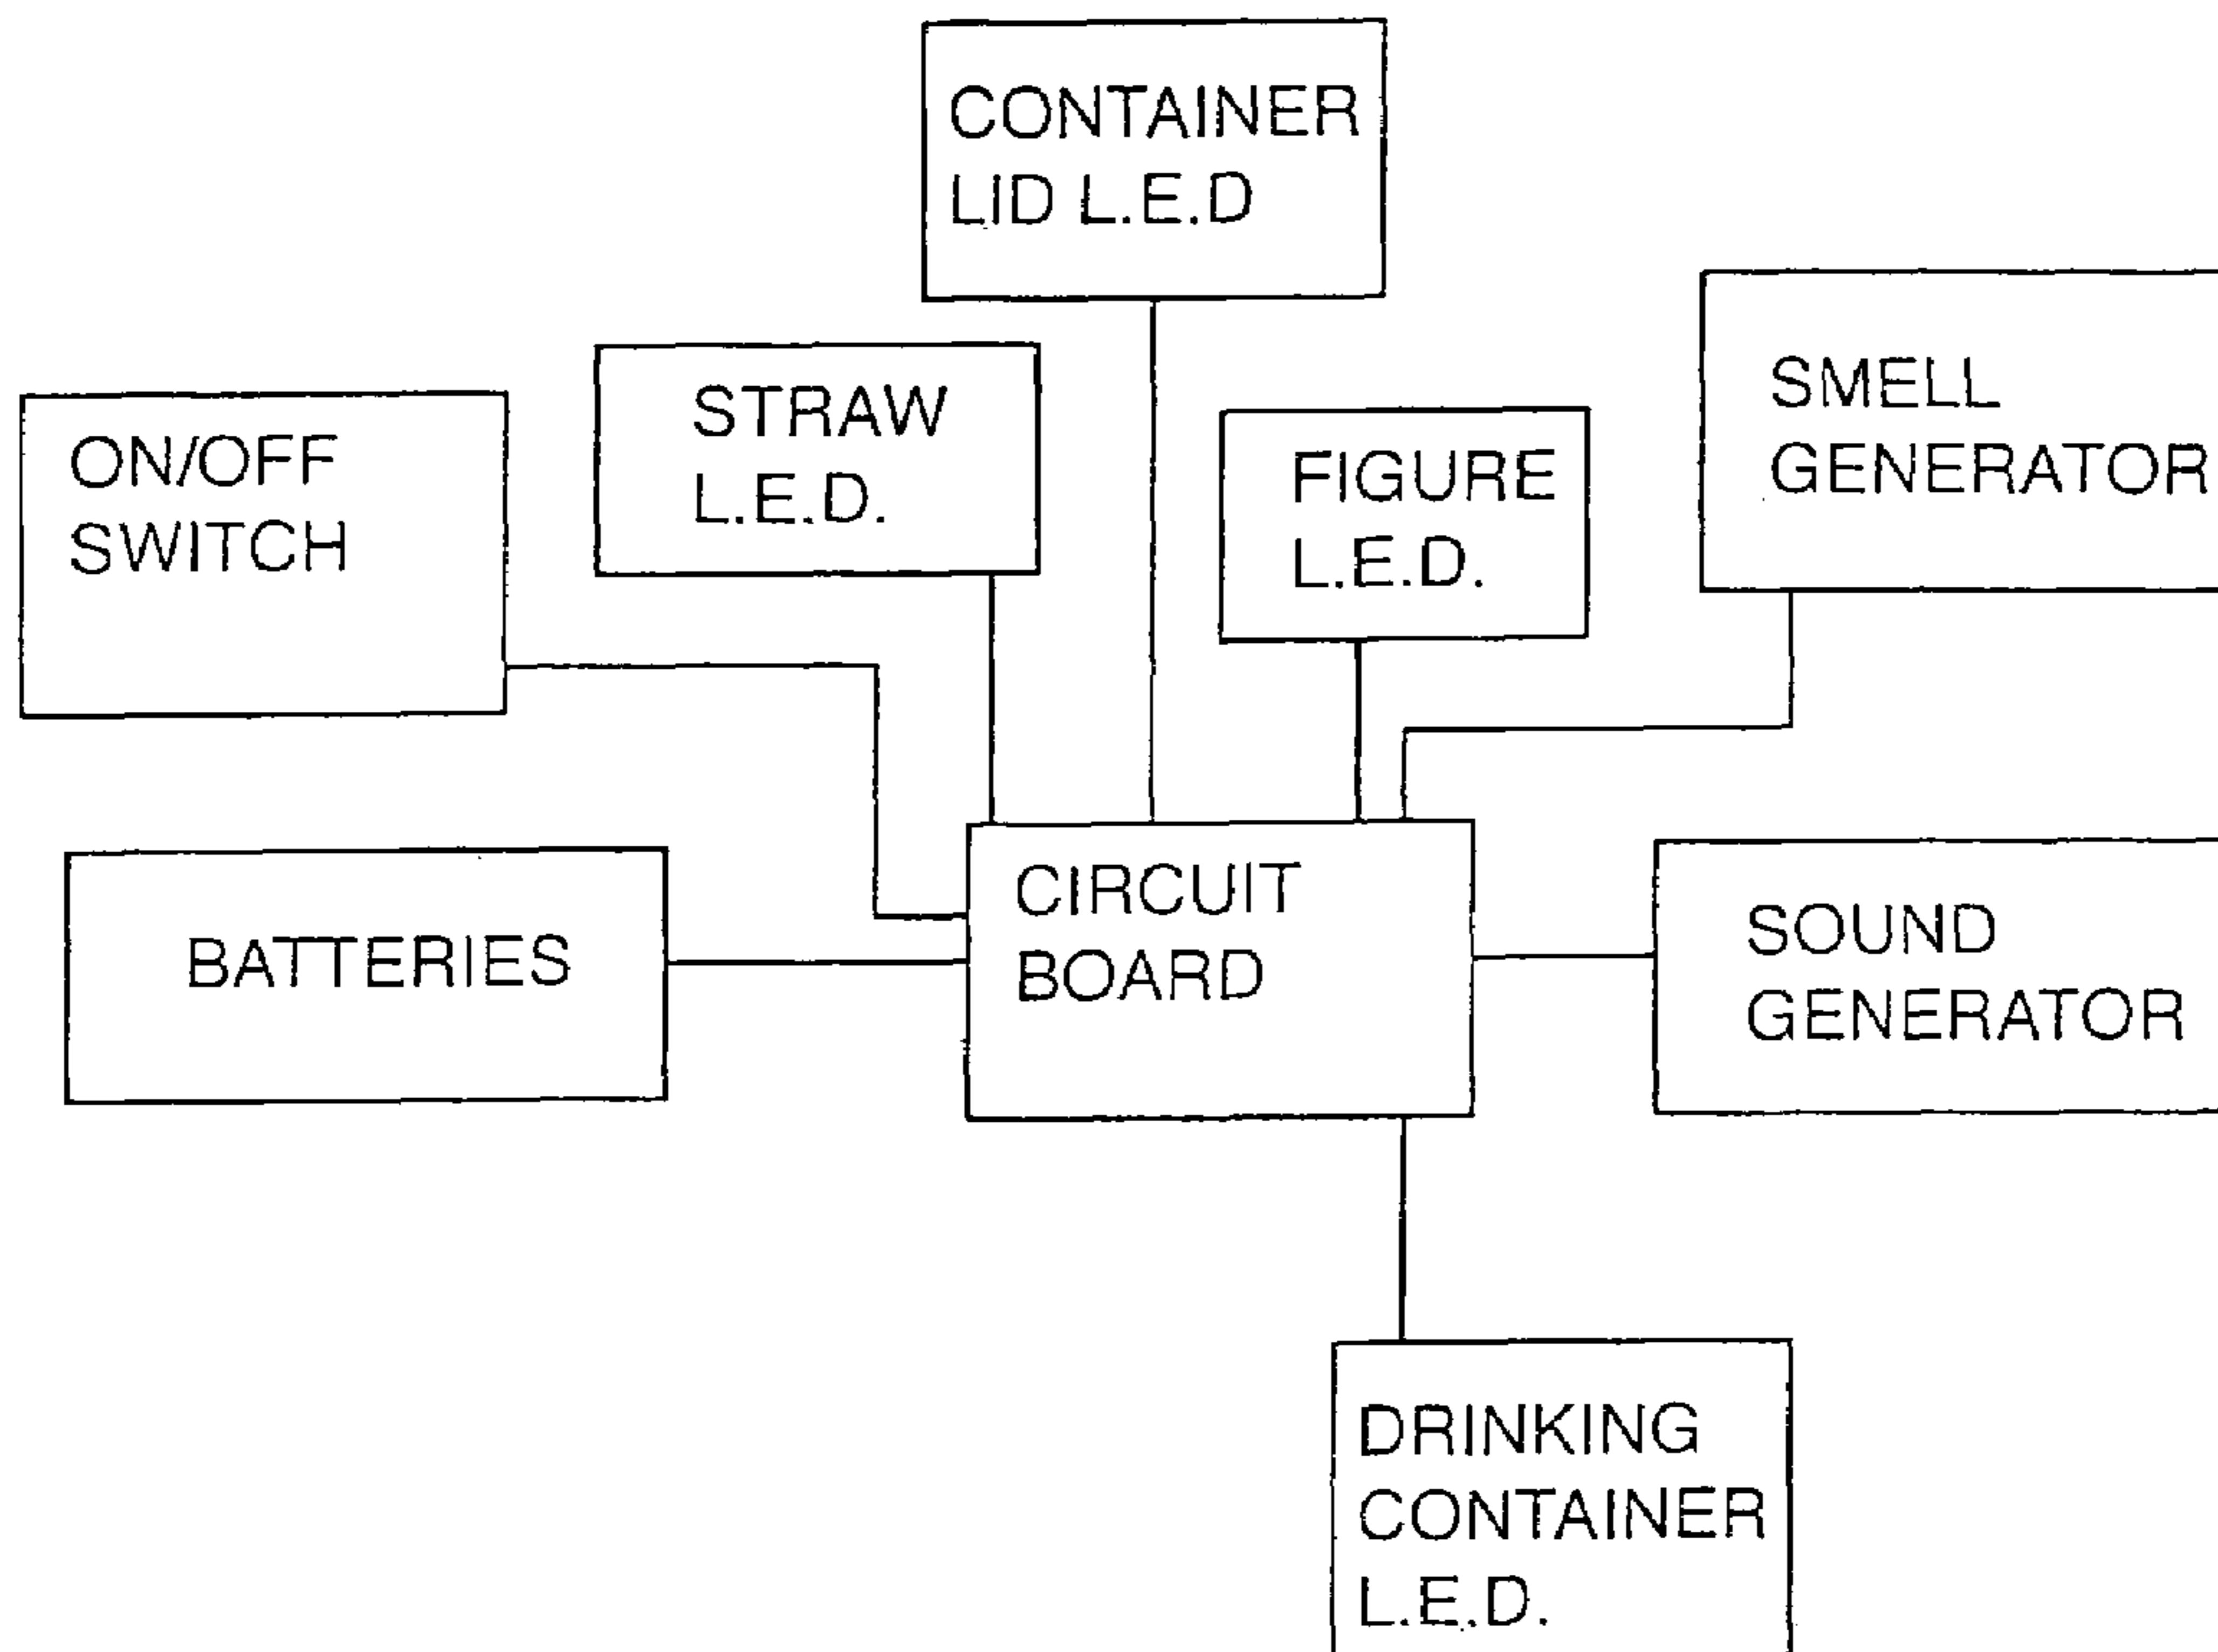 CONTAINER
LID L.E.D
STRAW
L.E.D.
SMELL
GENERATOR
ON/OFF
SWITCH
FIGURE
L.E.D.
CIRCUIT
BOARD
BATTERIES
SOUND
GENERATOR
DRINKING
CONTAINER
L.E.D.